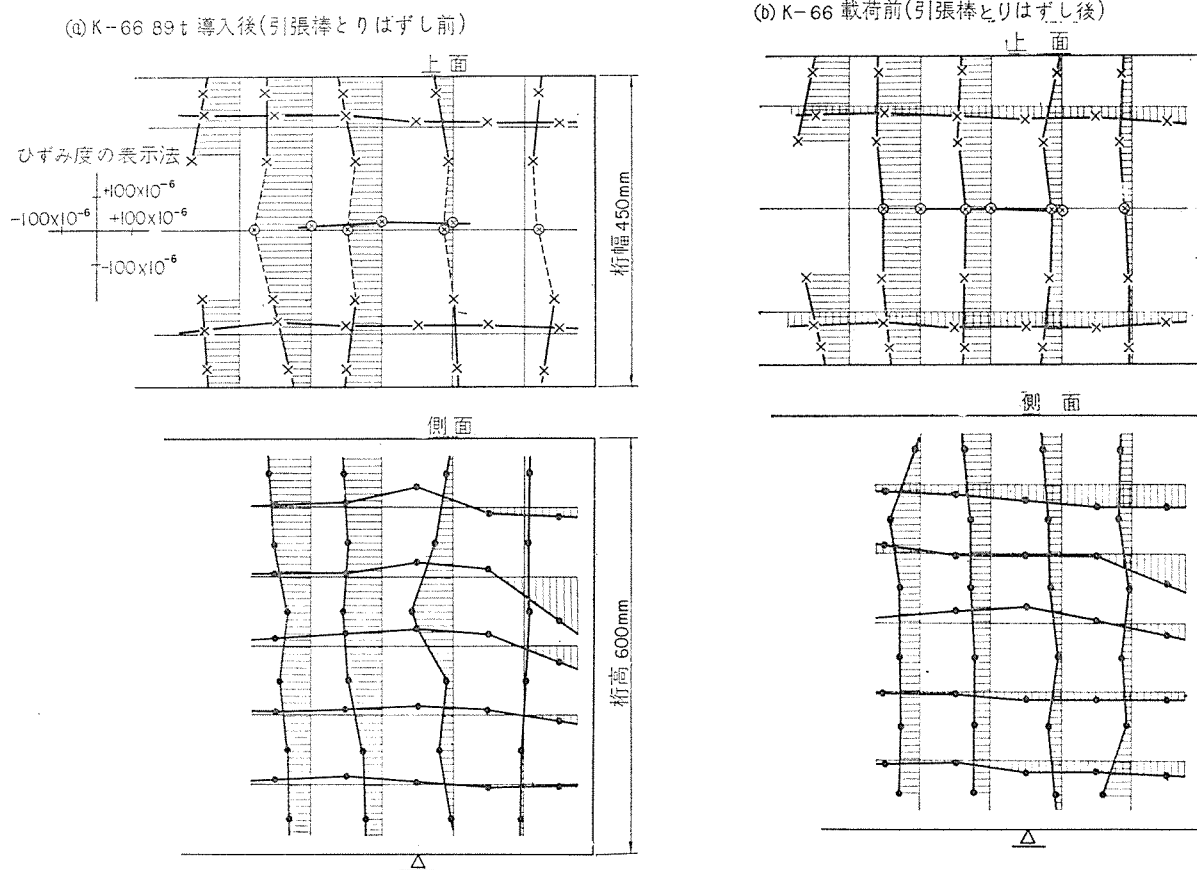 (a) K-66 89t 導入後(引張棒とりはずし前)
上面
ひずみ度の表示法
+100×10⁻⁶
-100×10⁻⁶ +100×10⁻⁶
-100×10⁻⁶
桁幅 450mm
側面
桁高 600mm
(b) K-66 載荷前(引張棒とりはずし後)
上面
側面